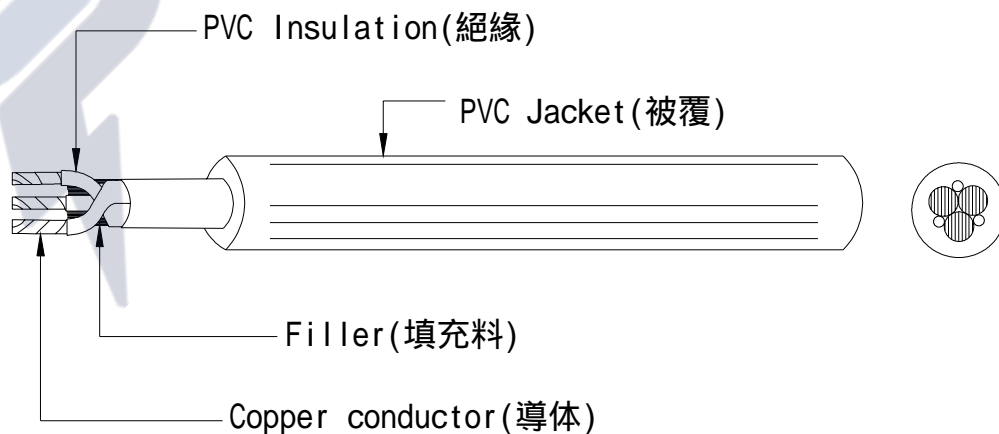 PVC Insulation(絕緣)
PVC Jacket(被覆)
Filler(填充料)
Copper conductor(導体)